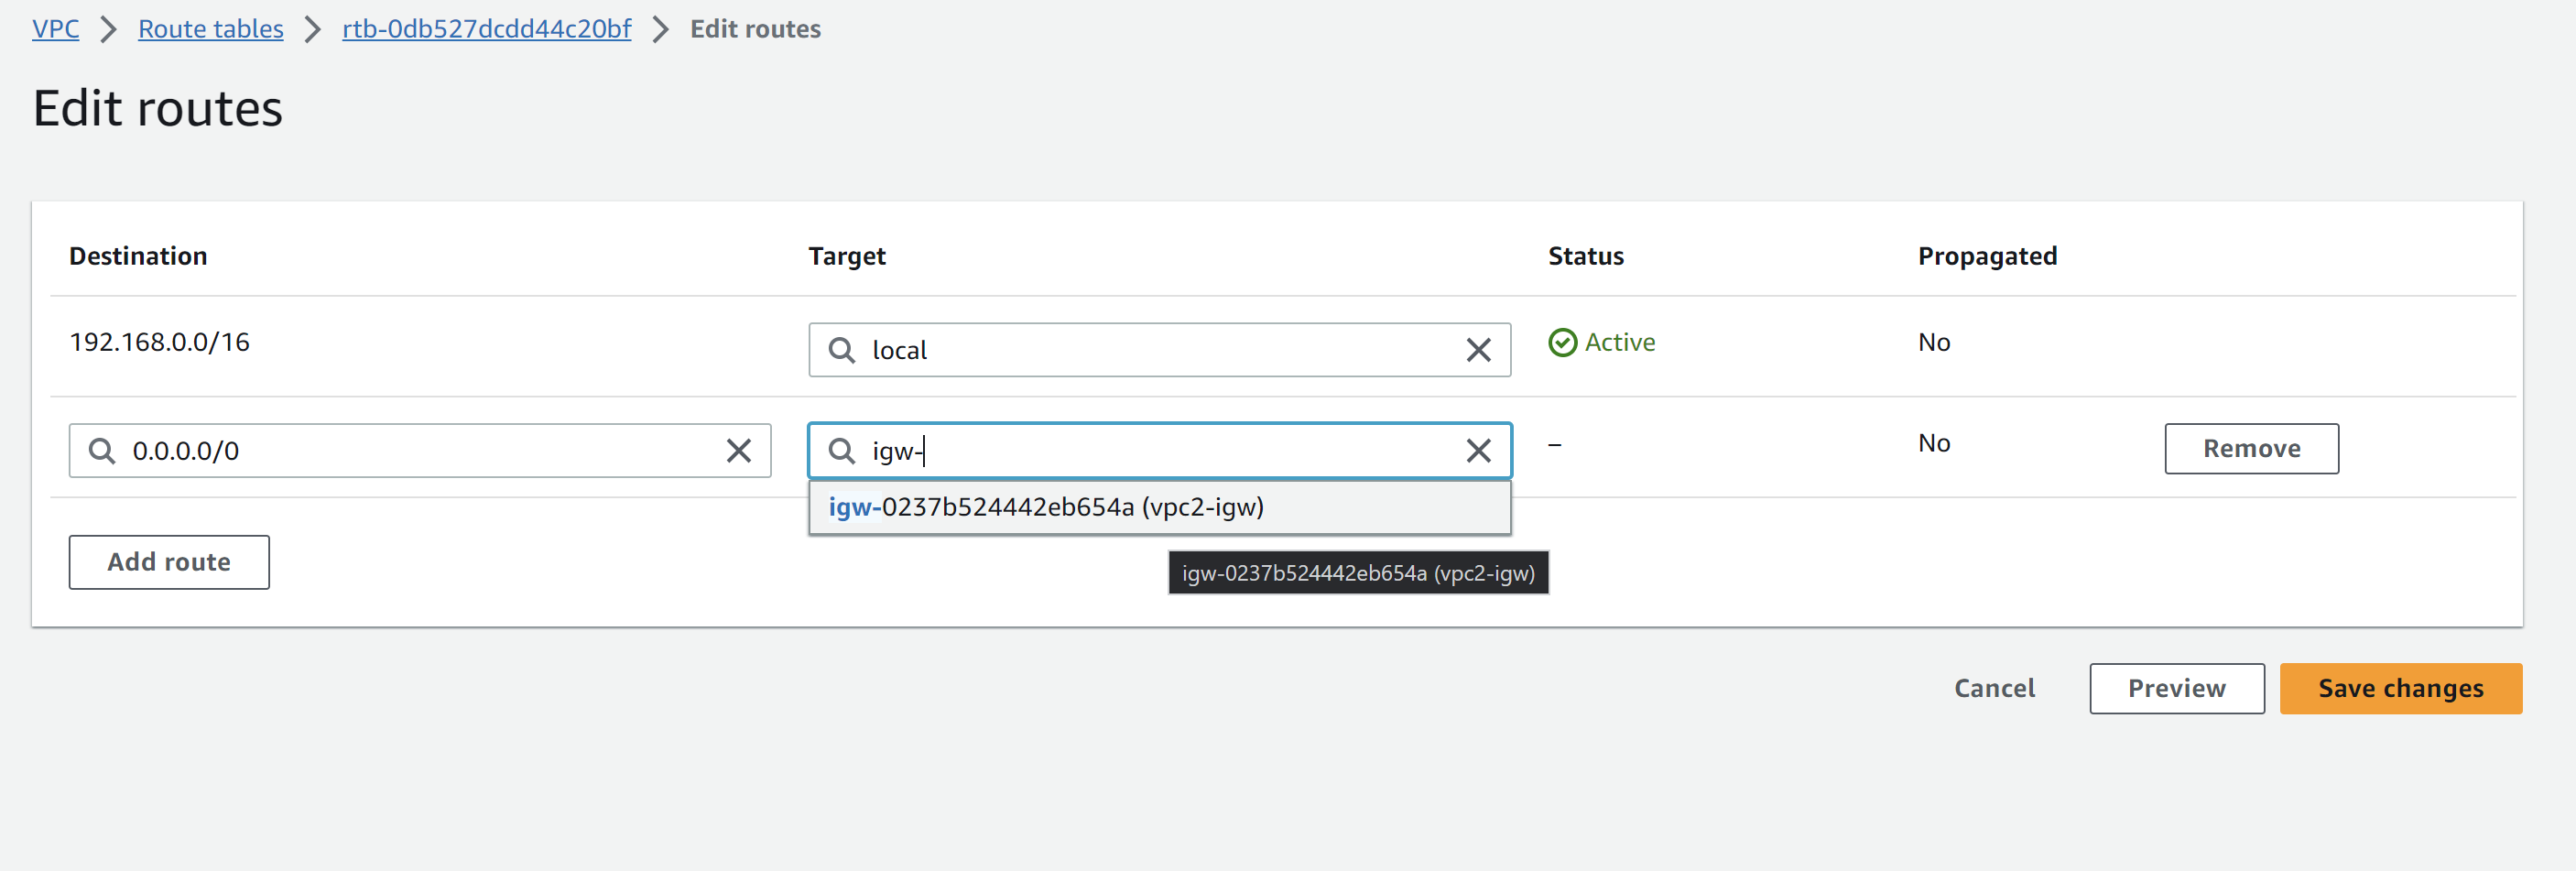 VPC > Route tables > rtb-0db527dcdd44c20bf > Edit routes
Edit routes
Destination Target Status Propagated
192.168.0.0/16 local Active No
0.0.0.0/0 igw- – No Remove
igw-0237b524442eb654a (vpc2-igw)
Add route
igw-0237b524442eb654a (vpc2-igw)
Cancel Preview Save changes